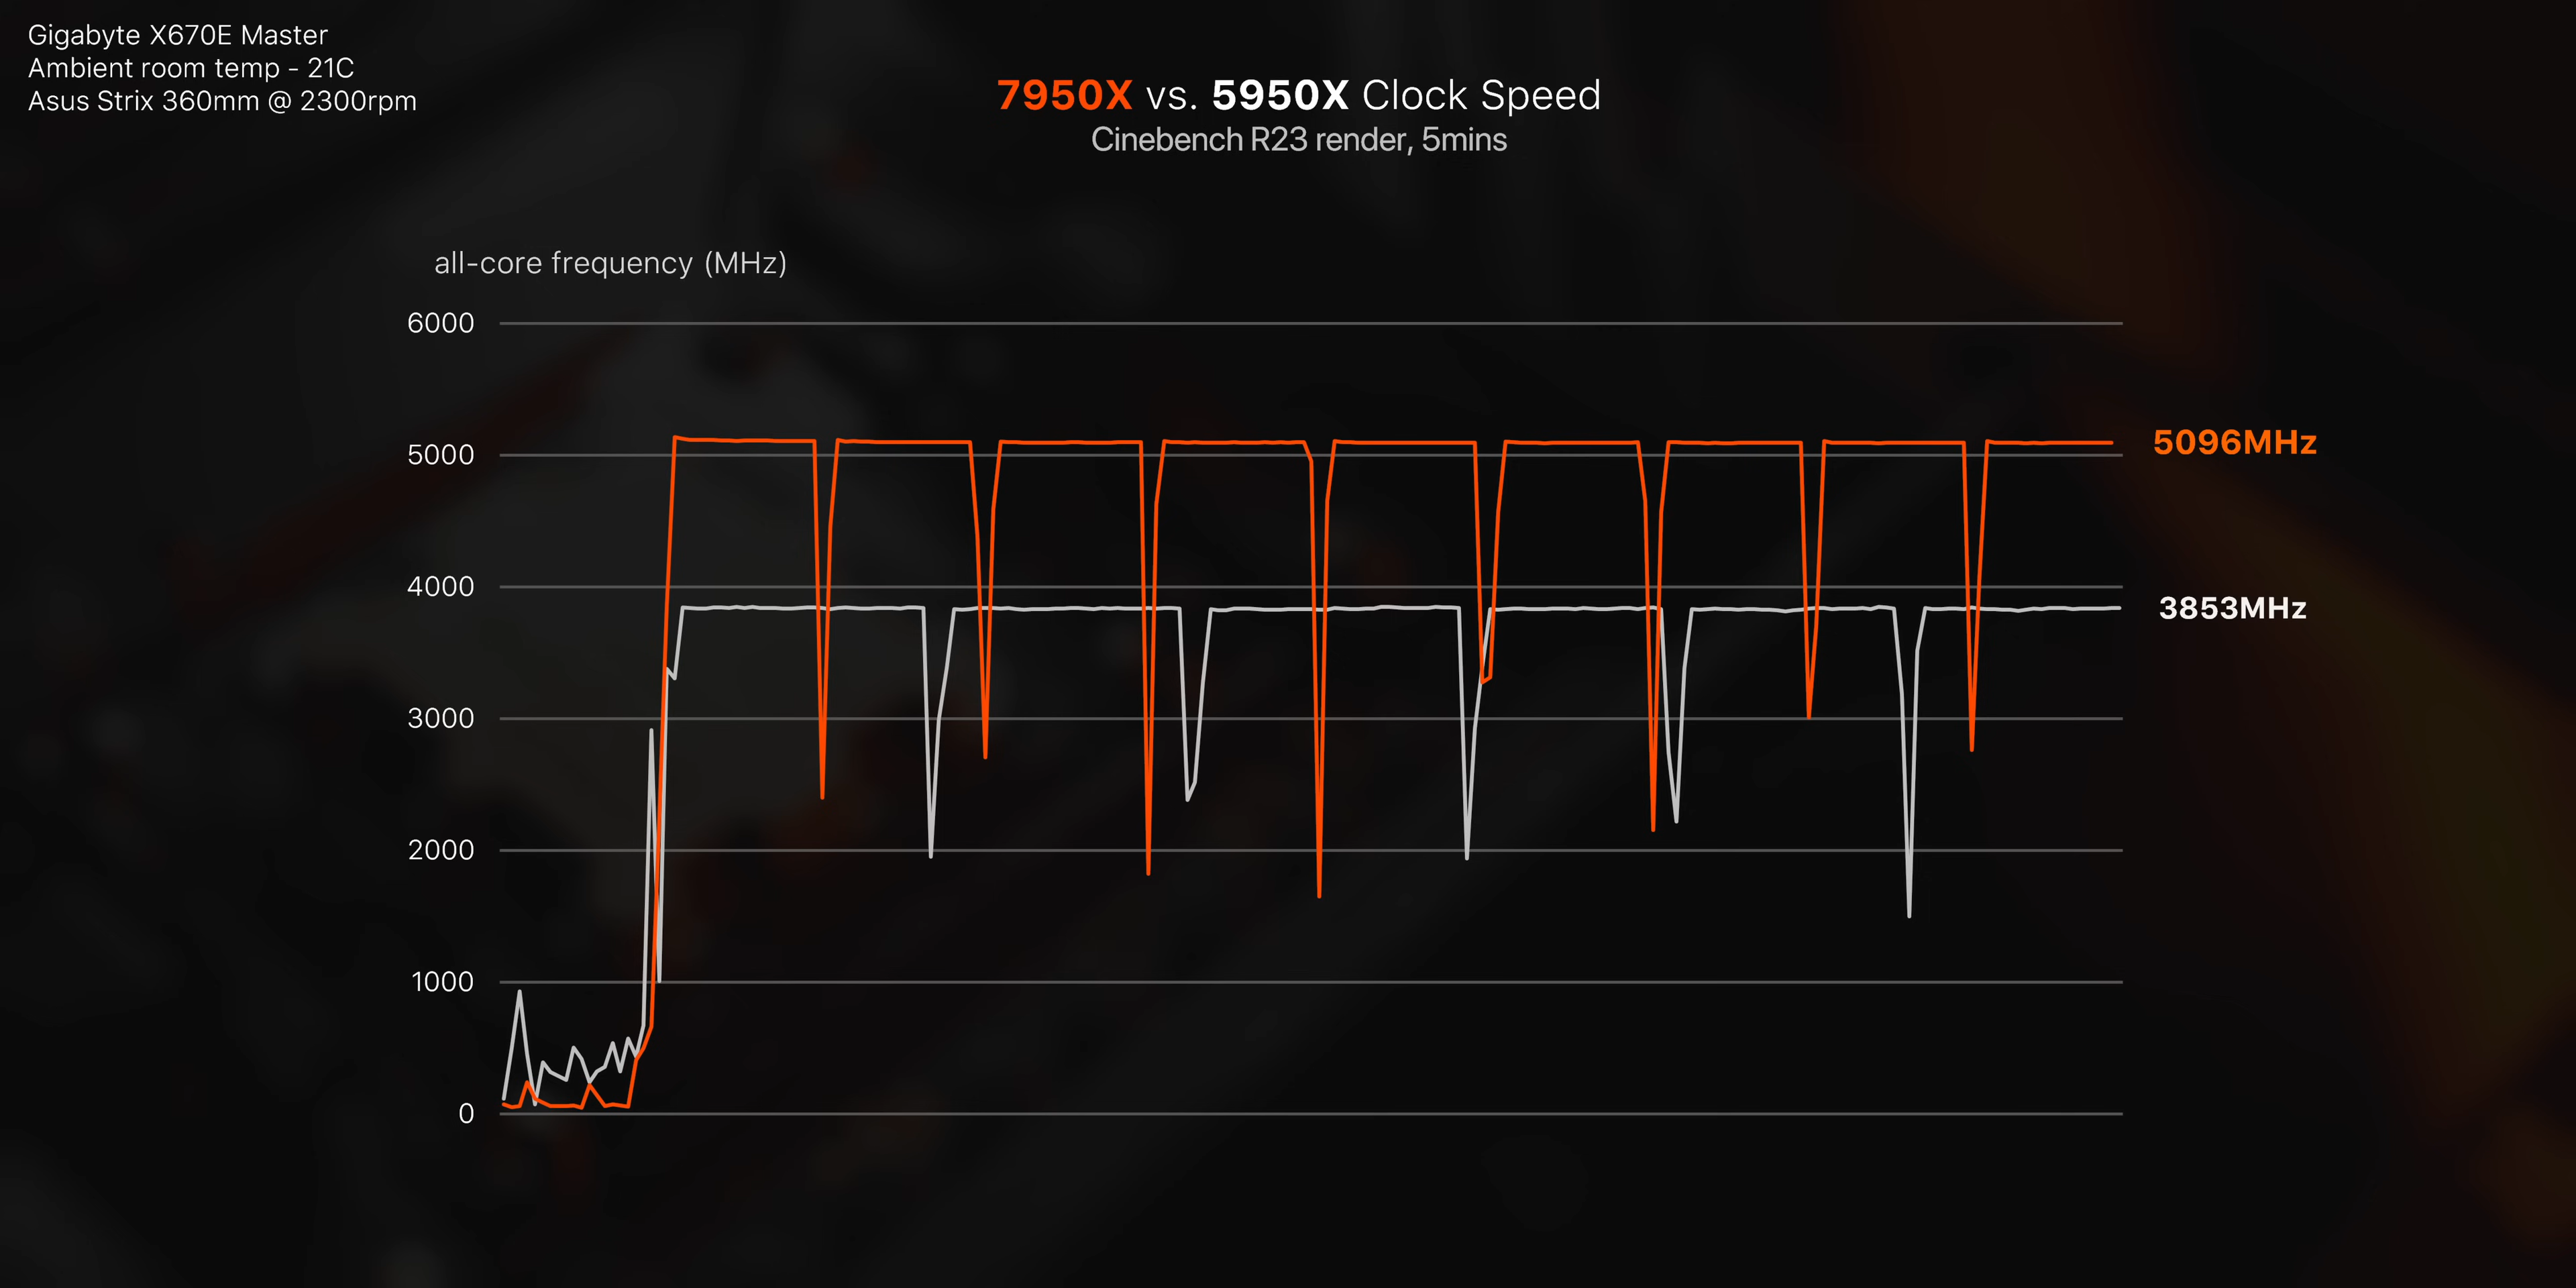 Gigabyte X670E Master
Ambient room temp - 21C
Asus Strix 360mm @ 2300rpm
7950X vs. 5950X Clock Speed
Cinebench R23 render, 5mins
all-core frequency (MHz)
6000
5000
5096MHz
4000
3853MHz
3000
2000
1000
0